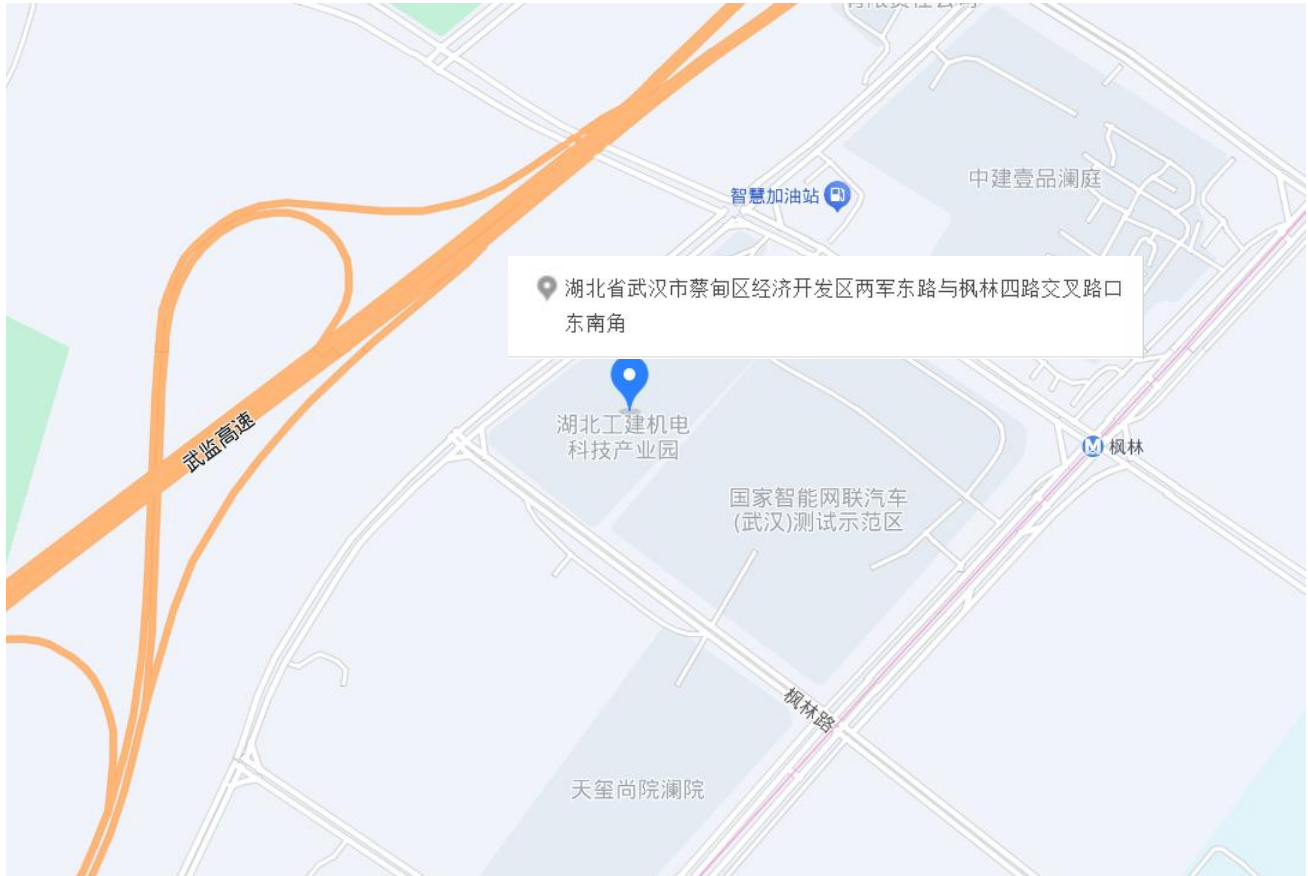 中建壹品澜庭
智慧加油站
湖北省武汉市蔡甸区经济开发区两军东路与枫林四路交叉路口
东南角
湖北工建机电
科技产业园
武监高速
枫林
国家智能网联汽车
(武汉)测试示范区
枫林路
天玺尚院澜院